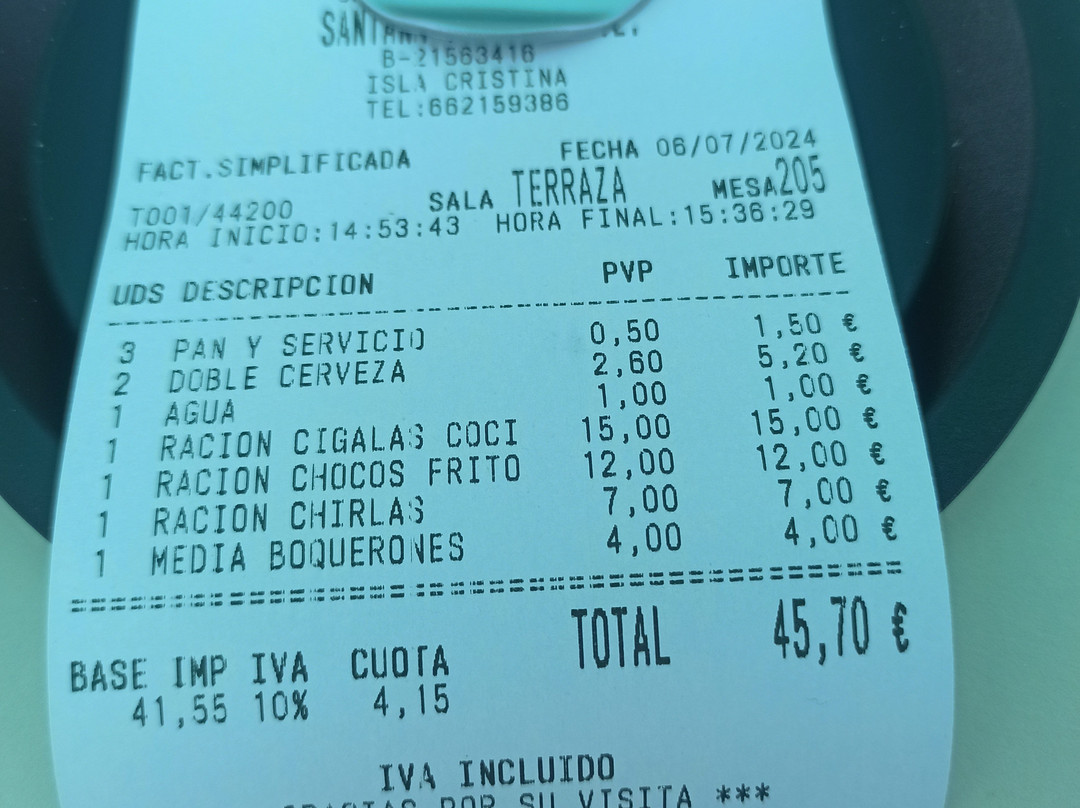 B-21563416
ISLA CRISTINA
TEL:662159386
FACT.SIMPLIFICADA FECHA 06/07/2024
T001/44200 SALA TERRAZA MESA205
HORA INICIO:14:53:43 HORA FINAL:15:36:29
UDS DESCRIPCION PVP IMPORTE
3 PAN Y SERVICIO 0,50 1,50 €
2 DOBLE CERVEZA 2,60 5,20 €
1 AGUA 1,00 1,00 €
1 RACION CIGALAS COCI 15,00 15,00 €
1 RACION CHOCOS FRITO 12,00 12,00 €
1 RACION CHIRLAS 7,00 7,00 €
1 MEDIA BOQUERONES 4,00 4,00 €
TOTAL 45,70 €
BASE IMP IVA CUOTA
41,55 10% 4,15
IVA INCLUIDO
GRACIAS POR SU VISITA ***